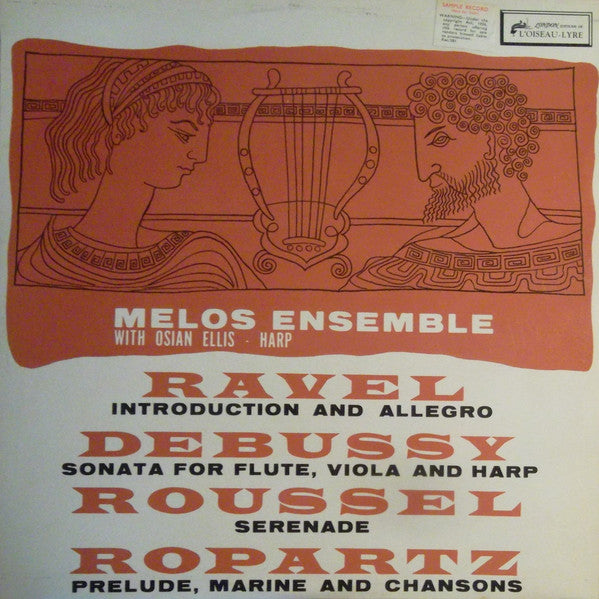 SAMPLE RECORD
LONDON
L'OISEAU-LYRE
MELOS ENSEMBLE
WITH OSIAN ELLIS - HARP
RAVEL
INTRODUCTION AND ALLEGRO
DEBUSSY
SONATA FOR FLUTE, VIOLA AND HARP
ROUSSEL
SERENADE
ROPARTZ
PRELUDE, MARINE AND CHANSONS